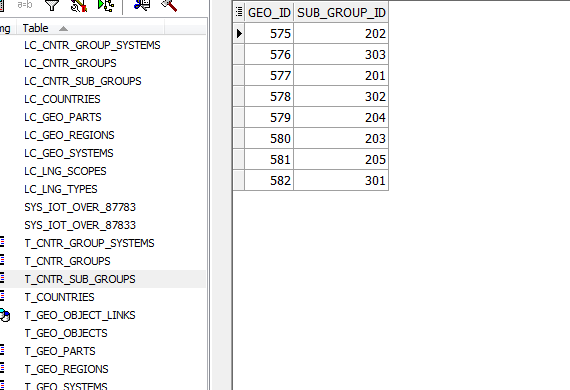 a-b
ng Table
LC_CNTR_GROUP_SYSTEMS
LC_CNTR_GROUPS
LC_CNTR_SUB_GROUPS
LC_COUNTRIES
LC_GEO_PARTS
LC_GEO_REGIONS
LC_GEO_SYSTEMS
LC_LNG_SCOPES
LC_LNG_TYPES
SYS_IOT_OVER_87783
SYS_IOT_OVER_87833
T_CNTR_GROUP_SYSTEMS
T_CNTR_GROUPS
T_CNTR_SUB_GROUPS
T_COUNTRIES
T_GEO_OBJECT_LINKS
T_GEO_OBJECTS
T_GEO_PARTS
T_GEO_REGIONS
T_GEO_SYSTEMS
GEO_ID SUB_GROUP_ID
575 202
576 303
577 201
578 302
579 204
580 203
581 205
582 301